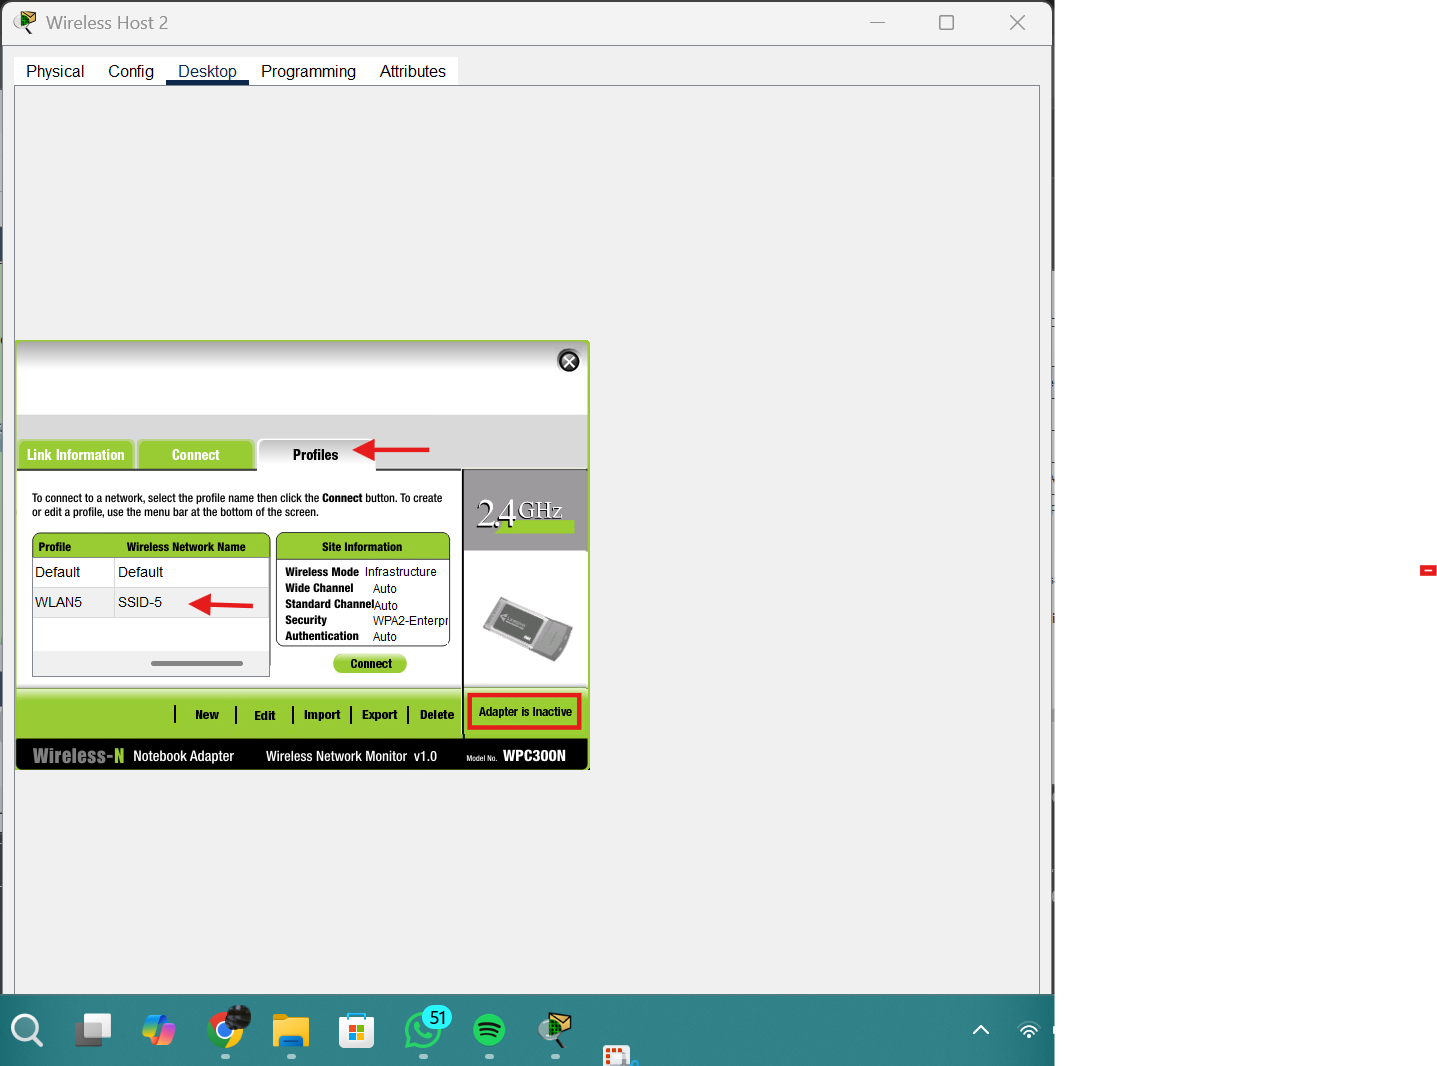 Wireless Host 2
Physical Config Desktop Programming Attributes
Link Information Connect Profiles
To connect to a network, select the profile name then click the Connect button. To create
or edit a profile, use the menu bar at the bottom of the screen.
2.4GHz
Profile Wireless Network Name
Default Default
WLAN5 SSID-5
Site Information
Wireless Mode Infrastructure
Wide Channel Auto
Standard Channel Auto
Security WPA2-Enterpr
Authentication Auto
Connect
New Edit Import Export Delete
Adapter is Inactive
Wireless-N Notebook Adapter Wireless Network Monitor v1.0 Model No. WPC300N
51